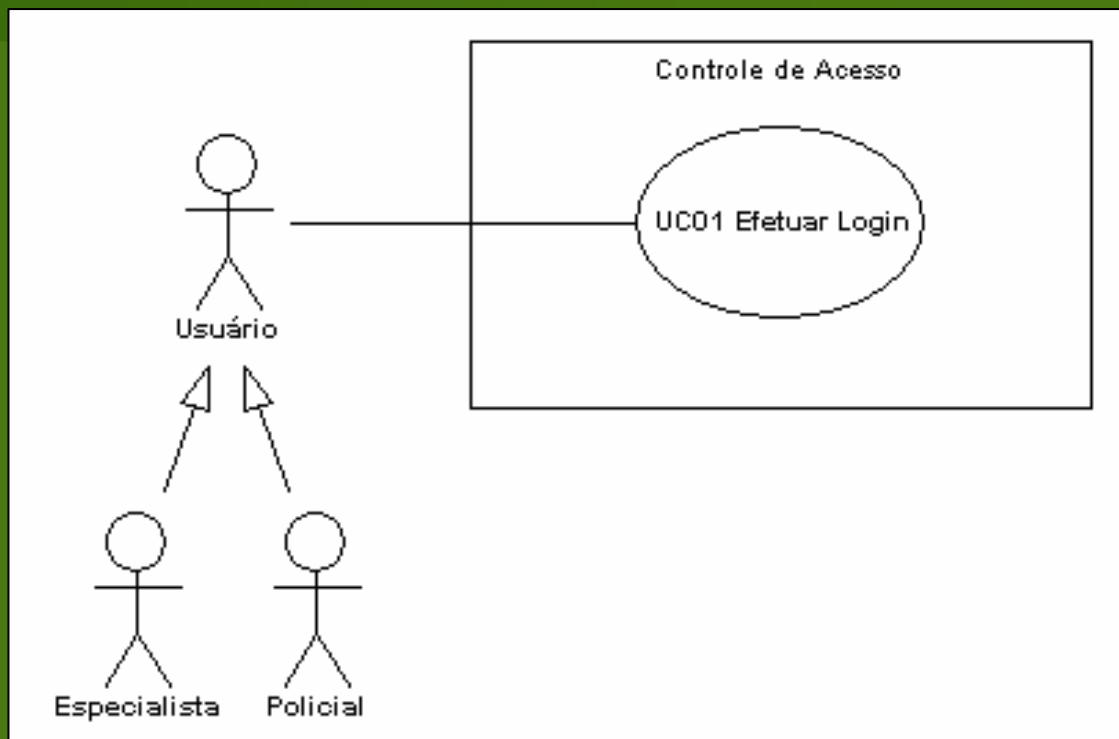 Controle de Acesso
UC01 Efetuar Login
Usuário
Especialista
Policial